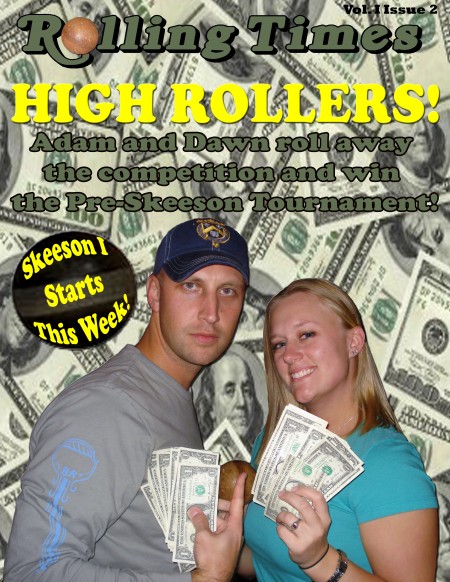 Vol. I Issue 2
Rolling Times
HIGH ROLLERS!
Adam and Dawn roll away
the competition and win
the Pre-Skeeson Tournament!
Skeeson I
Starts
This Week!